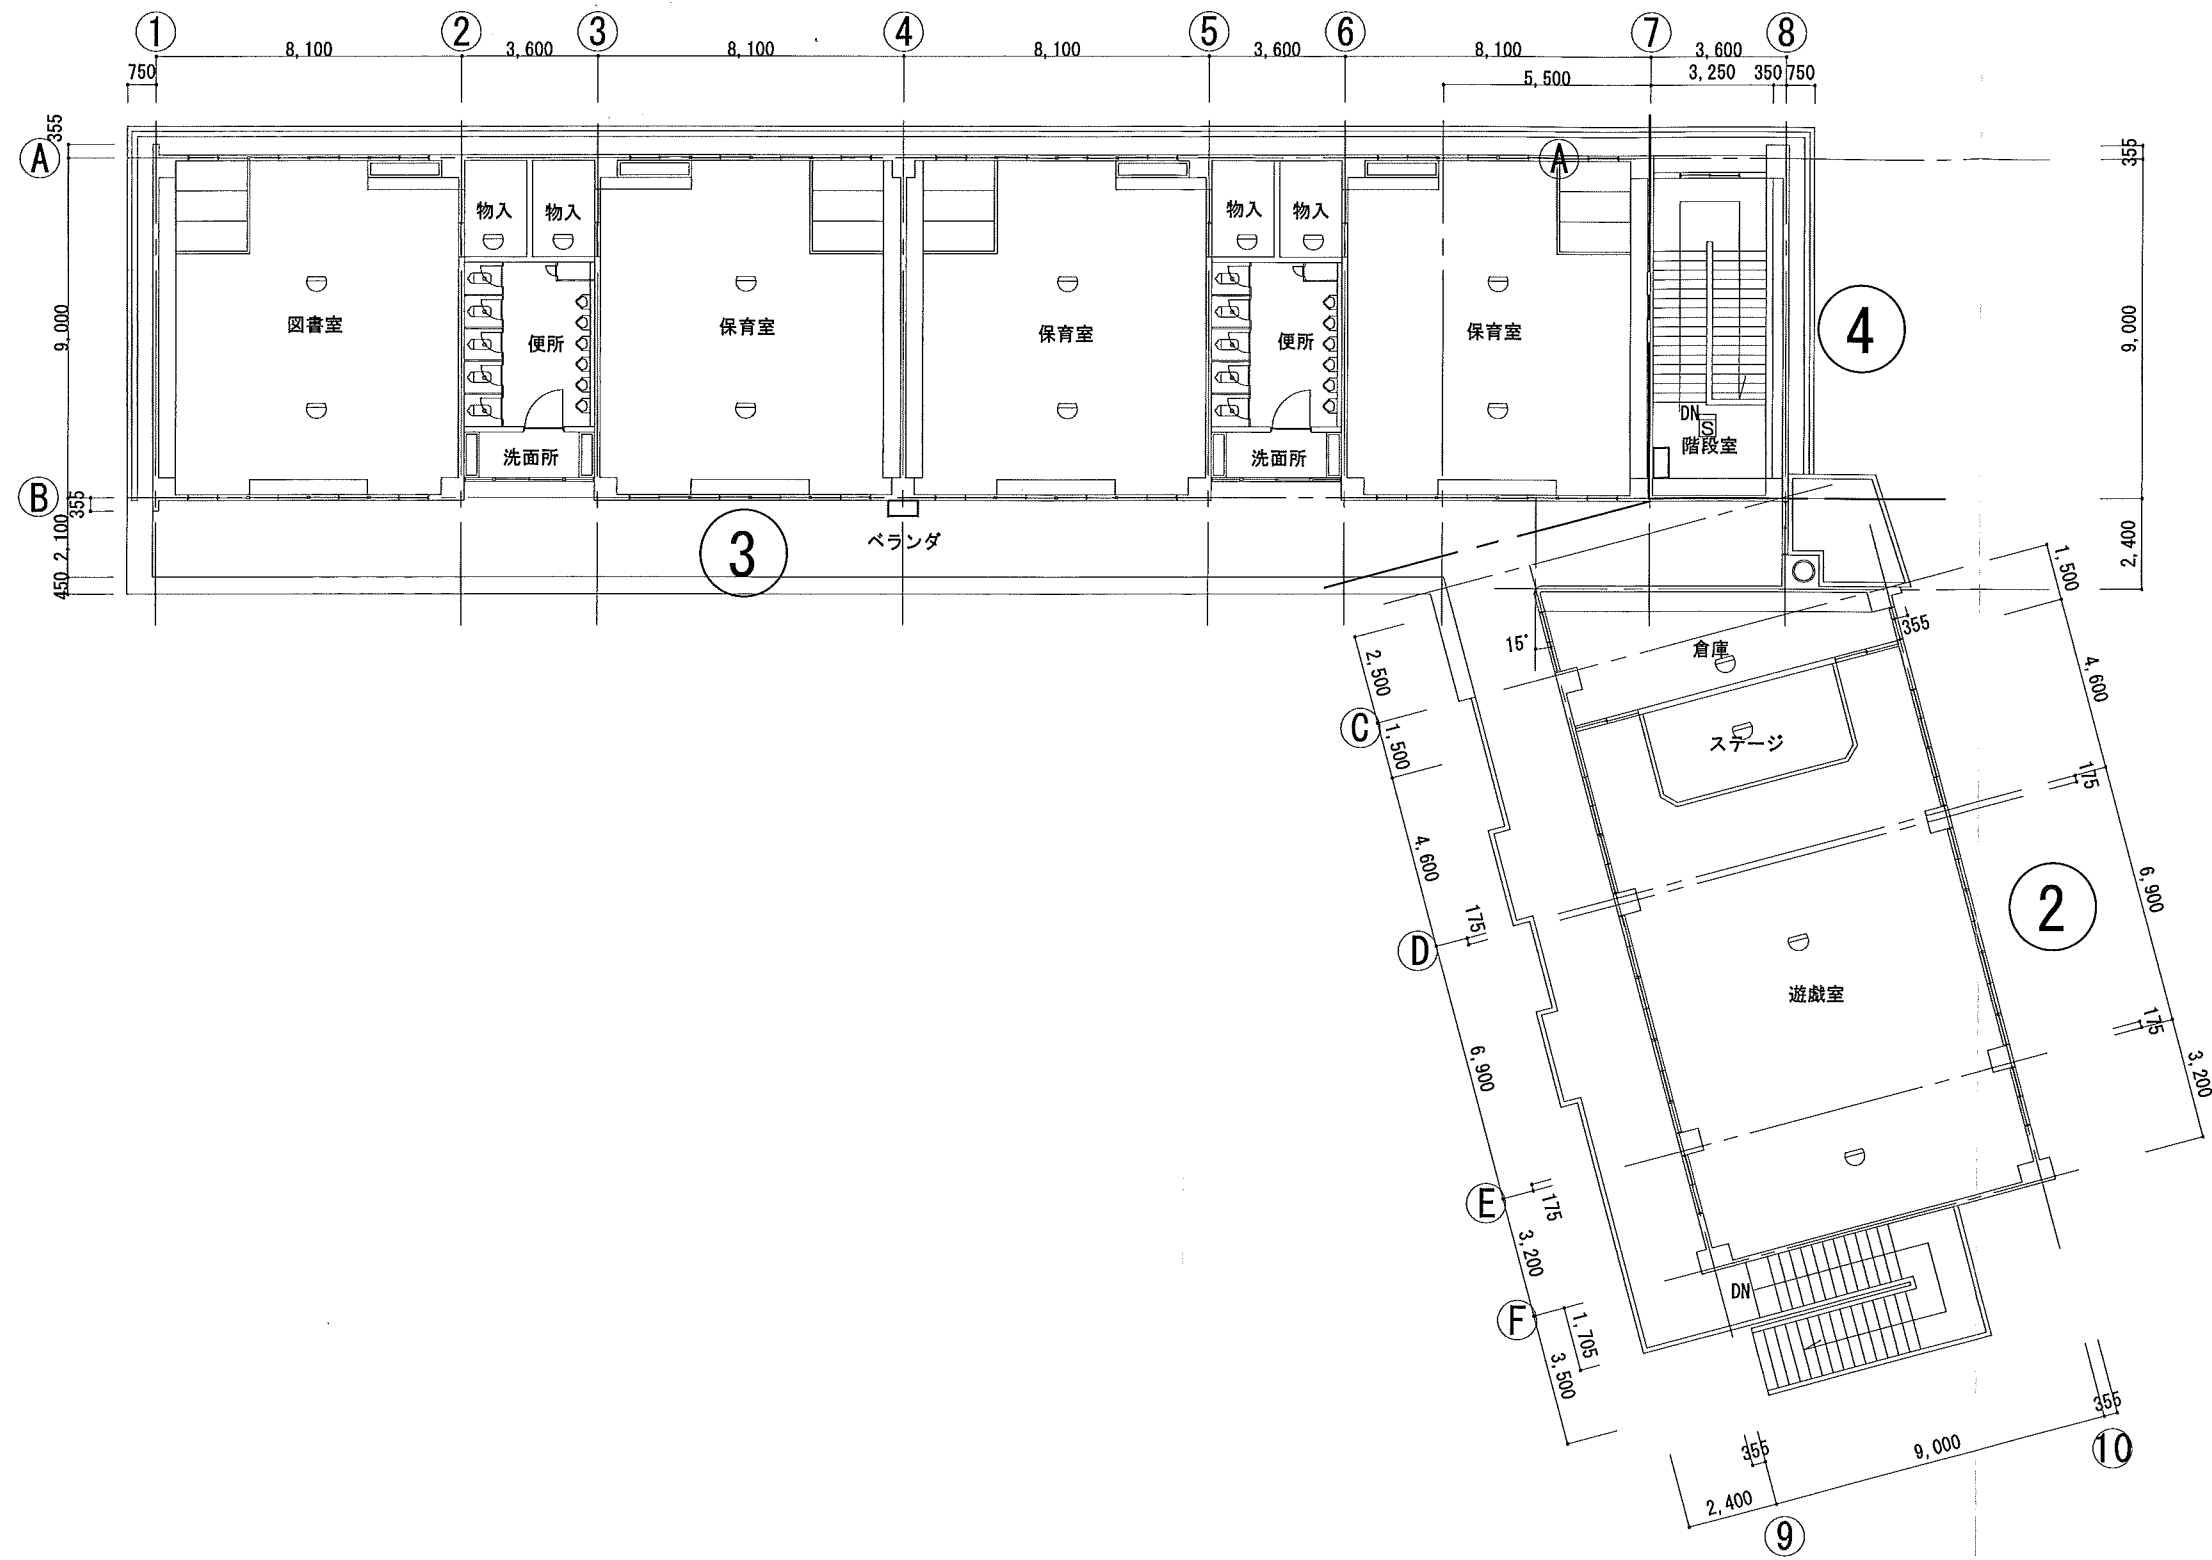 ① ② ③ ④ ⑤ ⑥ ⑦ ⑧
8,100 3,600 8,100 8,100 3,600 8,100 3,600
750 5,500 3,250 350 750
355 355
Ⓐ Ⓐ
物入 物入 物入 物入
9,000 図書室 便所 保育室 保育室 便所 保育室 9,000
④
DN
S
洗面所 洗面所 階段室
Ⓑ
355
2,100 ③ ベランダ 2,400
450
1,500
15°
倉庫 355
2,500 4,600
Ⓒ
1,500 ステージ
175
4,600
6,900
②
175
Ⓓ
遊戯室
175
6,900 3,200
Ⓔ
175
3,200
DN
Ⓕ
1,705
3,500
355
355 9,000 ⑩
2,400
⑨